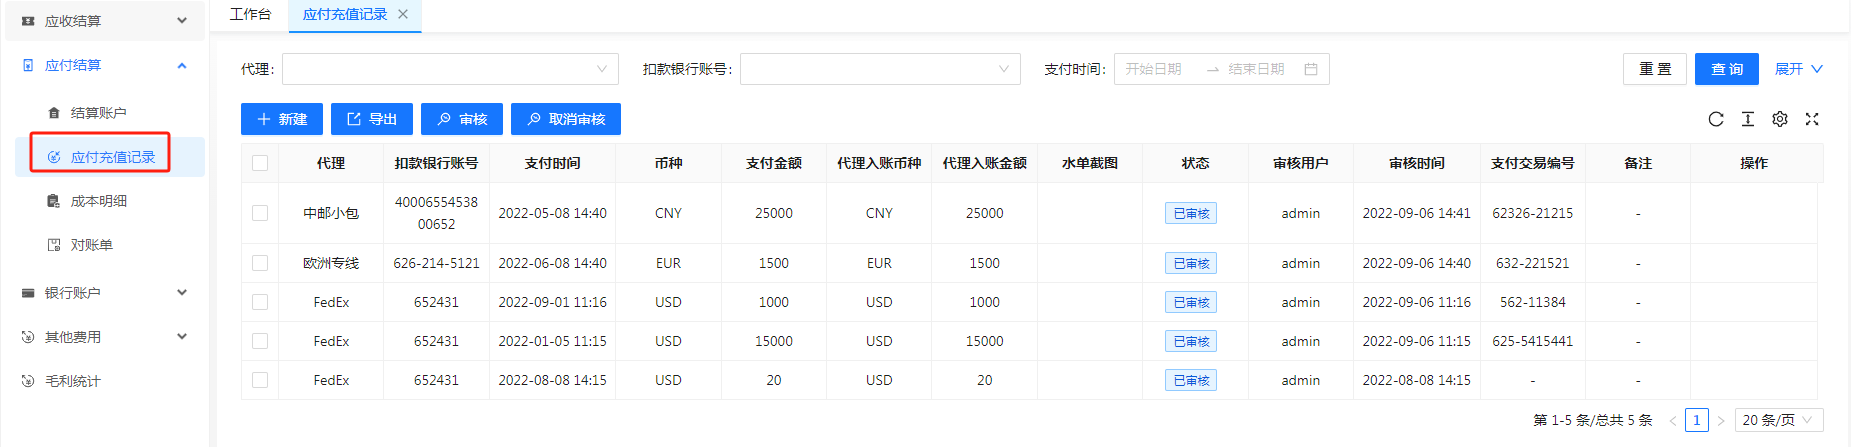 应收结算
应付结算
结算账户
应付充值记录
成本明细
对账单
银行账户
其他费用
毛利统计
工作台 应付充值记录
代理: 扣款银行账号: 支付时间: 开始日期 → 结束日期 重 置 查 询 展开
新建 导出 审核 取消审核
代理 扣款银行账号 支付时间 币种 支付金额 代理入账币种 代理入账金额 水单截图 状态 审核用户 审核时间 支付交易编号 备注 操作
中邮小包 40006554538 00652 2022-05-08 14:40 CNY 25000 CNY 25000 已审核 admin 2022-09-06 14:41 62326-21215 -
欧洲专线 626-214-5121 2022-06-08 14:40 EUR 1500 EUR 1500 已审核 admin 2022-09-06 14:40 632-221521 -
FedEx 652431 2022-09-01 11:16 USD 1000 USD 1000 已审核 admin 2022-09-06 11:16 562-11384 -
FedEx 652431 2022-01-05 11:15 USD 15000 USD 15000 已审核 admin 2022-09-06 11:15 625-5415441 -
FedEx 652431 2022-08-08 14:15 USD 20 USD 20 已审核 admin 2022-08-08 14:15 - -
第 1-5 条/总共 5 条 < 1 > 20 条/页